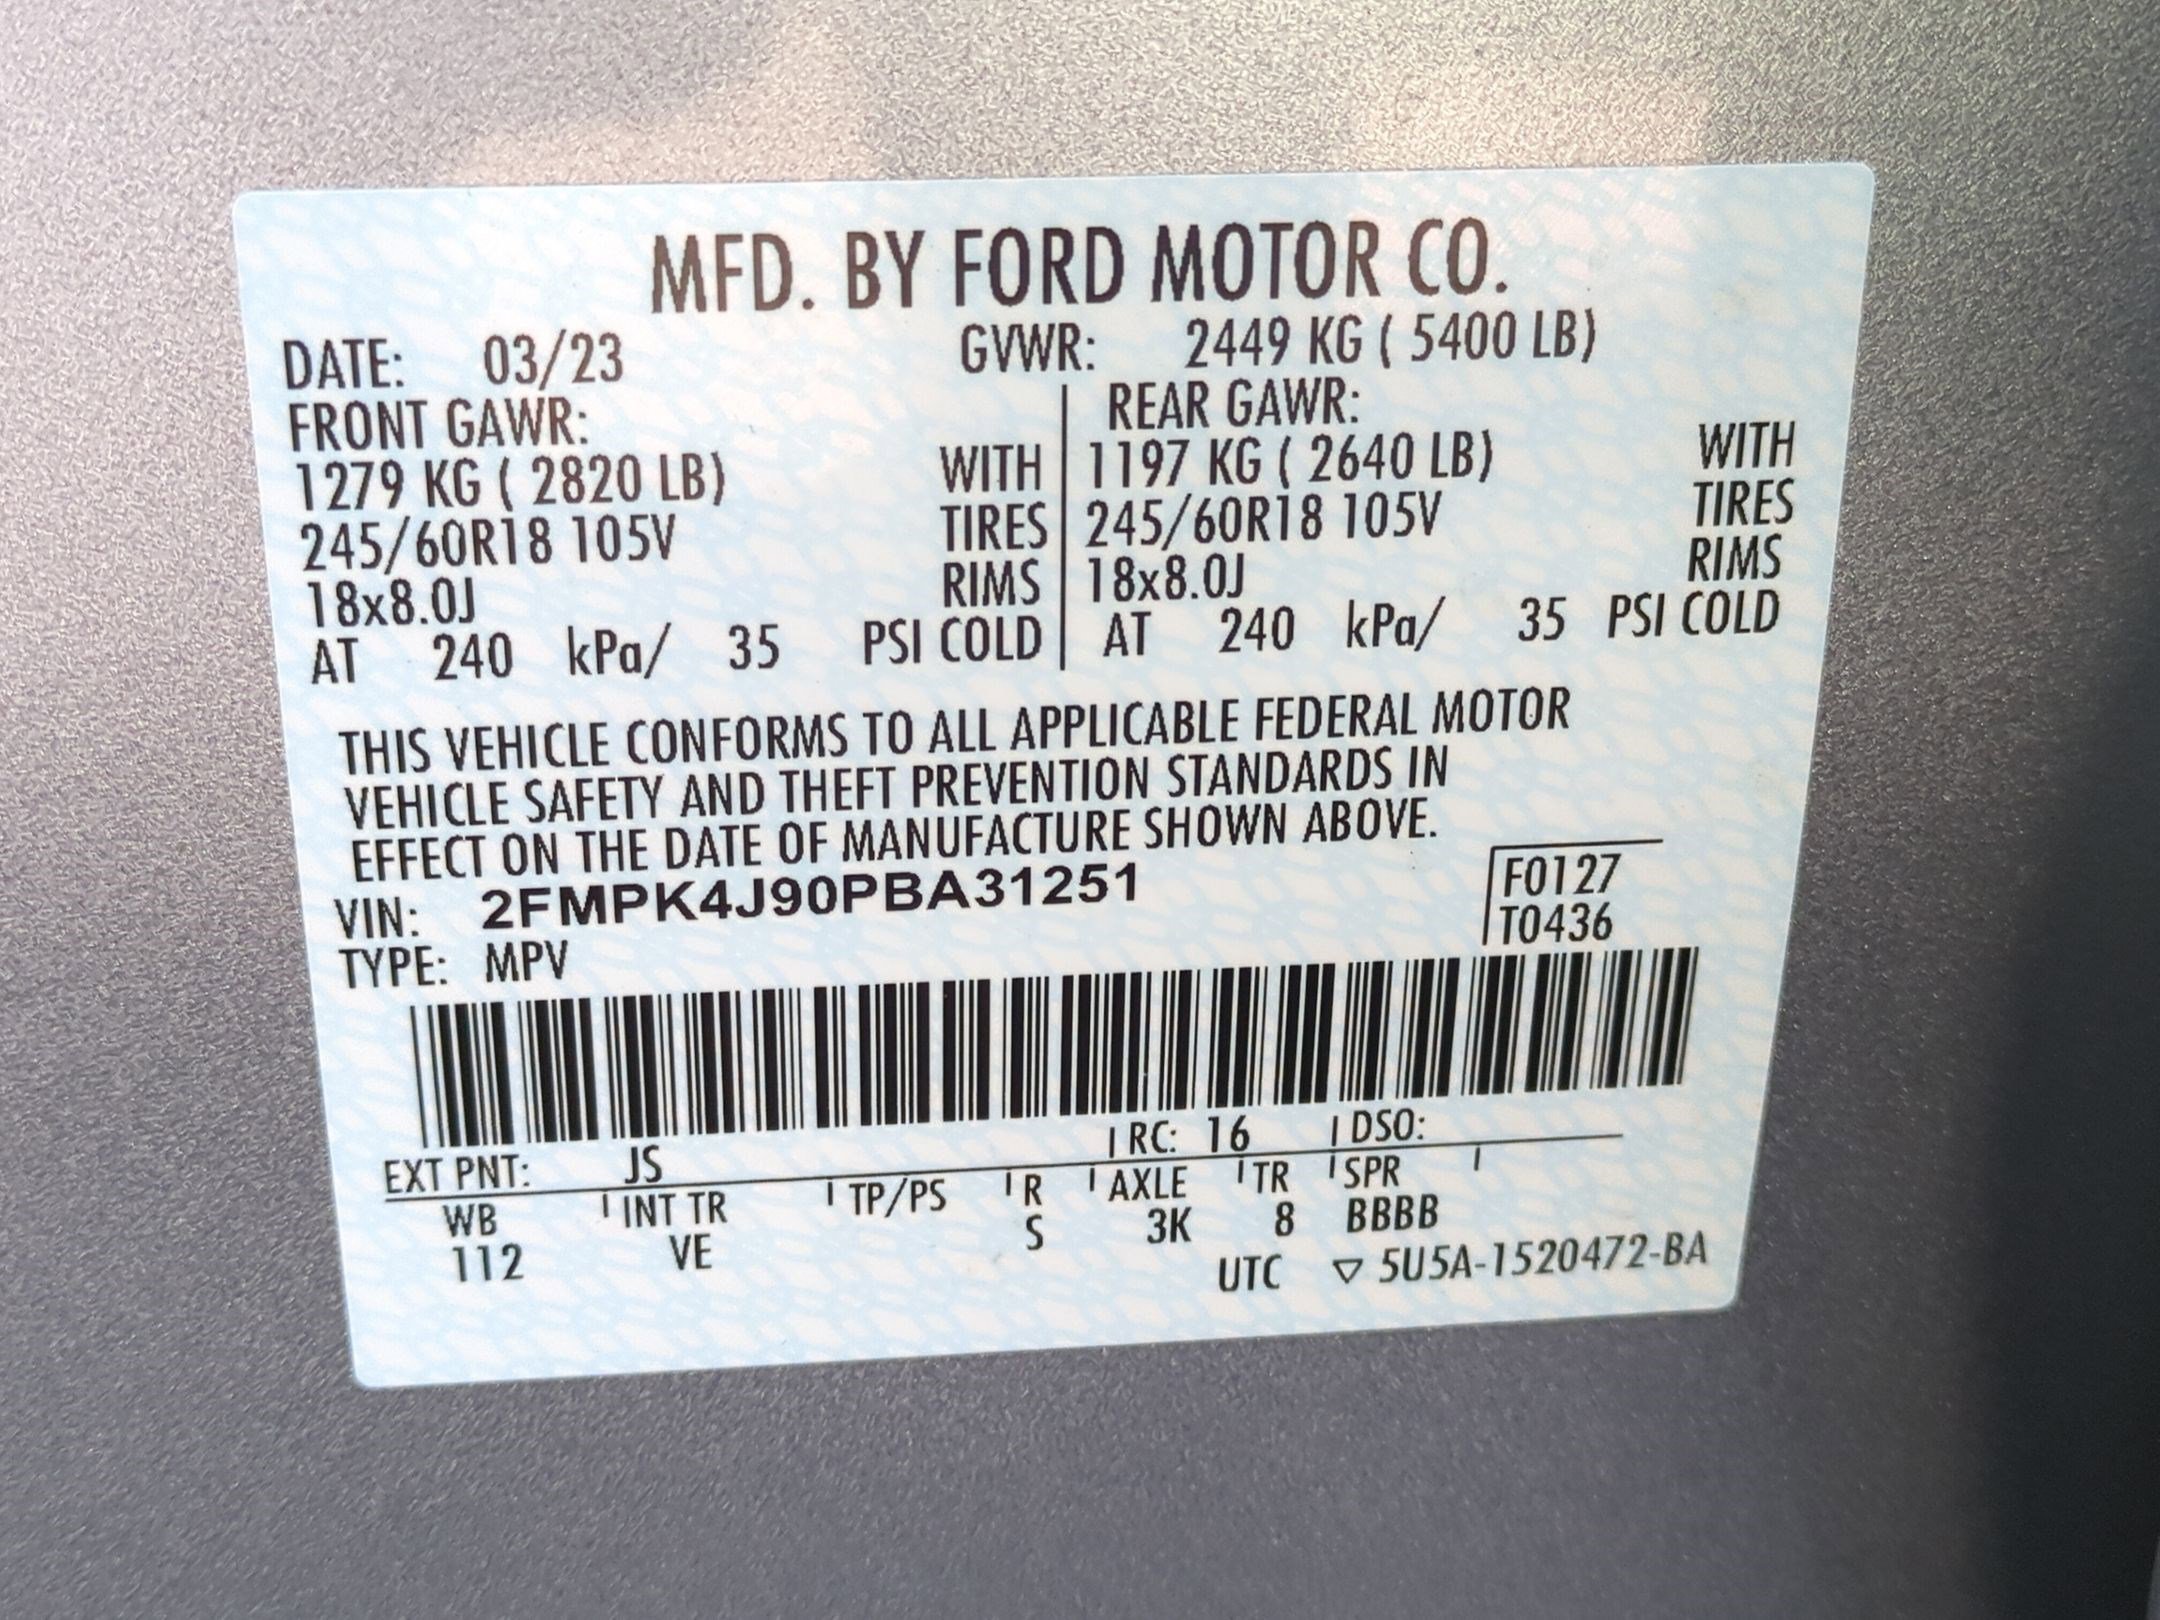 MFD. BY FORD MOTOR CO.
DATE: 03/23 GVWR: 2449 KG ( 5400 LB)
FRONT GAWR: REAR GAWR:
1279 KG ( 2820 LB) WITH 1197 KG ( 2640 LB) WITH
245/60R18 105V TIRES 245/60R18 105V TIRES
18x8.0J RIMS 18x8.0J RIMS
AT 240 kPa/ 35 PSI COLD AT 240 kPa/ 35 PSI COLD
THIS VEHICLE CONFORMS TO ALL APPLICABLE FEDERAL MOTOR
VEHICLE SAFETY AND THEFT PREVENTION STANDARDS IN
EFFECT ON THE DATE OF MANUFACTURE SHOWN ABOVE.
VIN: 2FMPK4J90PBA31251 F0127
TYPE: MPV T0436
EXT PNT: JS RC: 16 DSO:
WB INT TR TP/PS R AXLE TR SPR
112 VE S 3K 8 BBBB
UTC ▽ 5U5A-1520472-BA